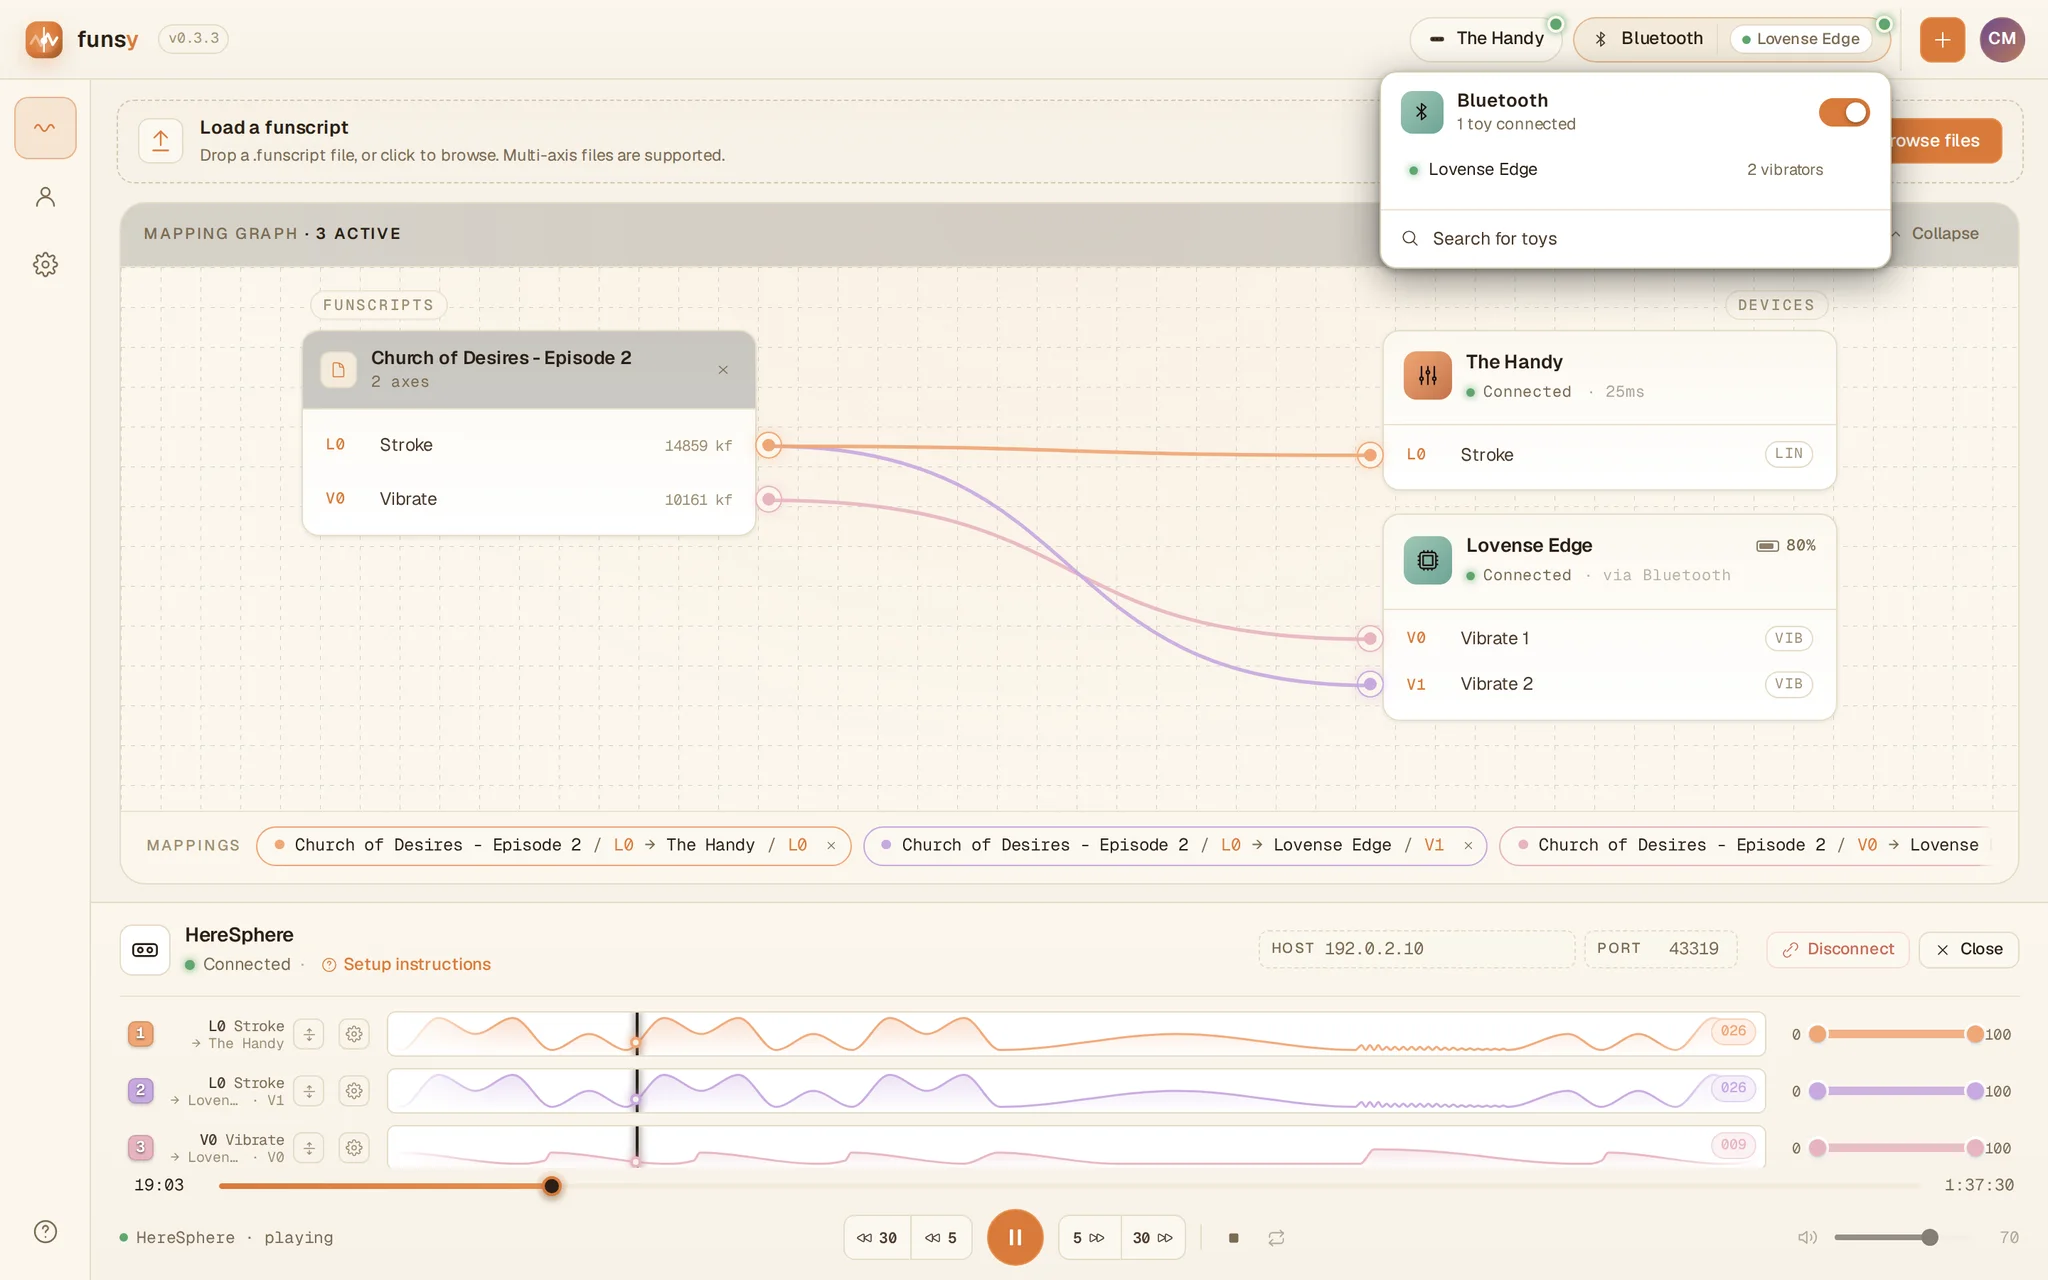 funsy v0.3.3
The Handy
Bluetooth
Lovense Edge
CM
Bluetooth
1 toy connected
Lovense Edge 2 vibrators
Search for toys
Load a funscript
Drop a .funscript file, or click to browse. Multi-axis files are supported.
rowse files
MAPPING GRAPH · 3 ACTIVE
Collapse
FUNSCRIPTS
Church of Desires - Episode 2
2 axes
L0 Stroke 14859 kf
V0 Vibrate 10161 kf
DEVICES
The Handy
Connected · 25ms
L0 Stroke LIN
Lovense Edge 80%
Connected · via Bluetooth
V0 Vibrate 1 VIB
V1 Vibrate 2 VIB
MAPPINGS
Church of Desires - Episode 2 / L0 → The Handy / L0 ×
Church of Desires - Episode 2 / L0 → Lovense Edge / V1 ×
Church of Desires - Episode 2 / V0 → Lovense
HereSphere
Connected · Setup instructions
HOST 192.0.2.10
PORT 43319
Disconnect
Close
1 L0 Stroke
→ The Handy
026
0 100
2 L0 Stroke
→ Loven… · V1
026
0 100
3 V0 Vibrate
→ Loven… · V0
009
0 100
19:03 1:37:30
HereSphere · playing
30 5 5 30
70